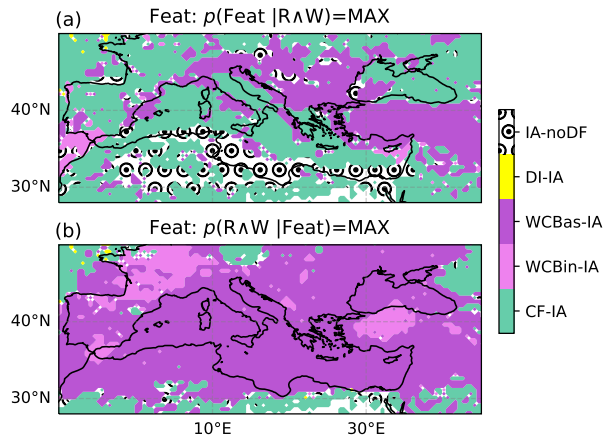 (a)
Feat: p(Feat |R∧W)=MAX
40°N
30°N
(b)
Feat: p(R∧W |Feat)=MAX
40°N
30°N
10°E
30°E
IA-noDF
DI-IA
WCBas-IA
WCBin-IA
CF-IA